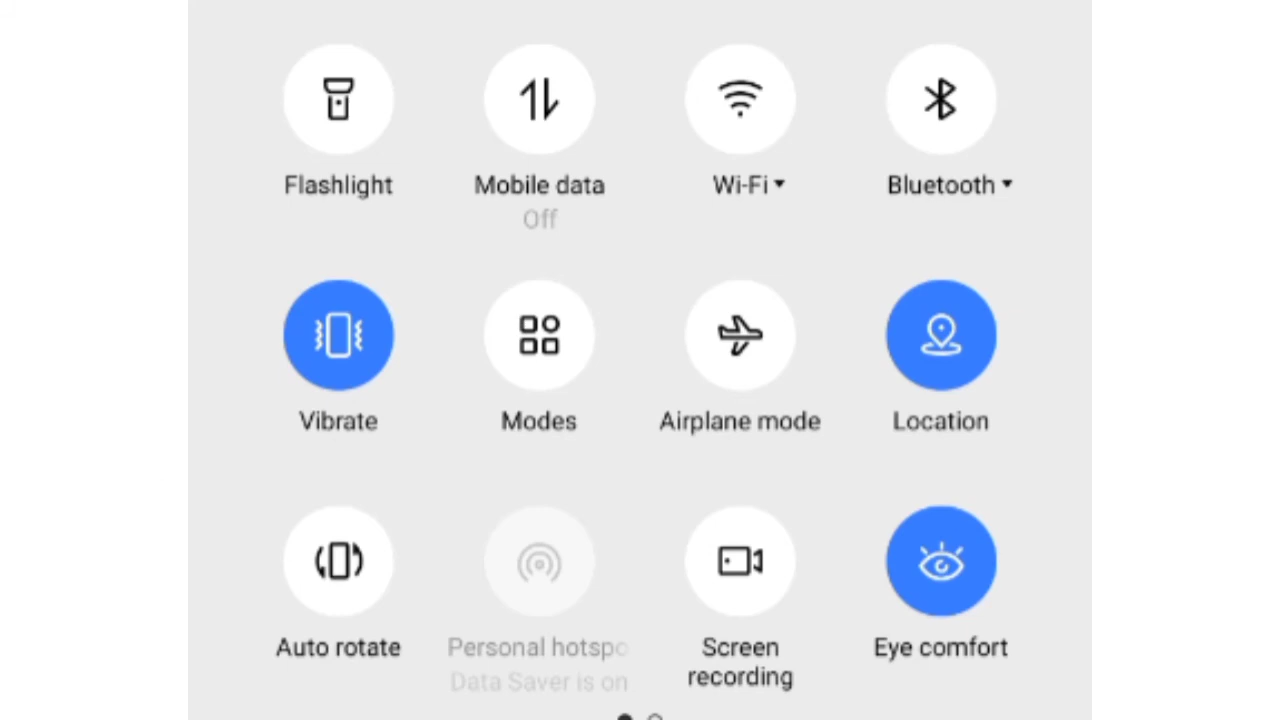 Flashlight
Mobile data
Off
Wi-Fi
Bluetooth
Vibrate
Modes
Airplane mode
Location
Auto rotate
Personal hotspo
Data Saver is on
Screen
recording
Eye comfort